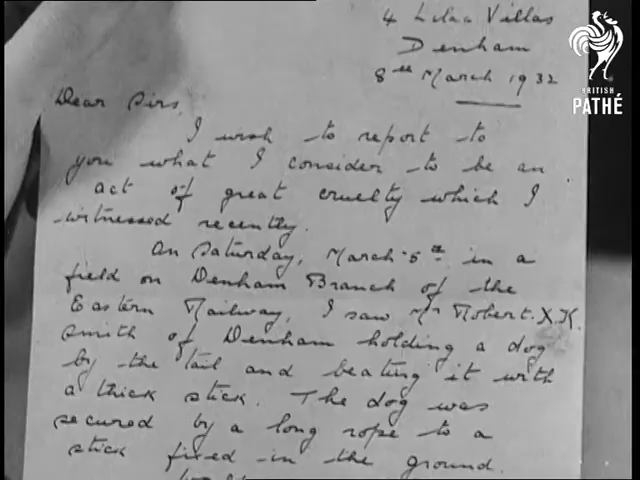 4 Lilac Villas
Denham
8th March 1932
BRITISH
PATHÉ
Dear Sirs,
I wish to report to
you what I consider to be an
act of great cruelty which I
witnessed recently.
On Saturday, March 5th in a
field on Denham Branch of the
Eastern Railway, I saw Mr Robert. X.K.
Smith of Denham holding a dog
by the tail and beating it with
a thick stick. The dog was
secured by a long rope to a
stick fixed in the ground.